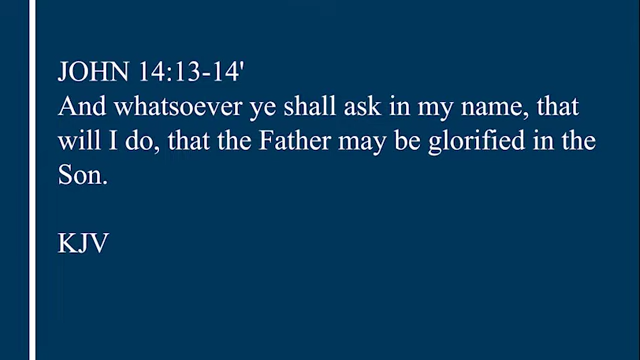 JOHN 14:13-14'
And whatsoever ye shall ask in my name, that
will I do, that the Father may be glorified in the
Son.
KJV